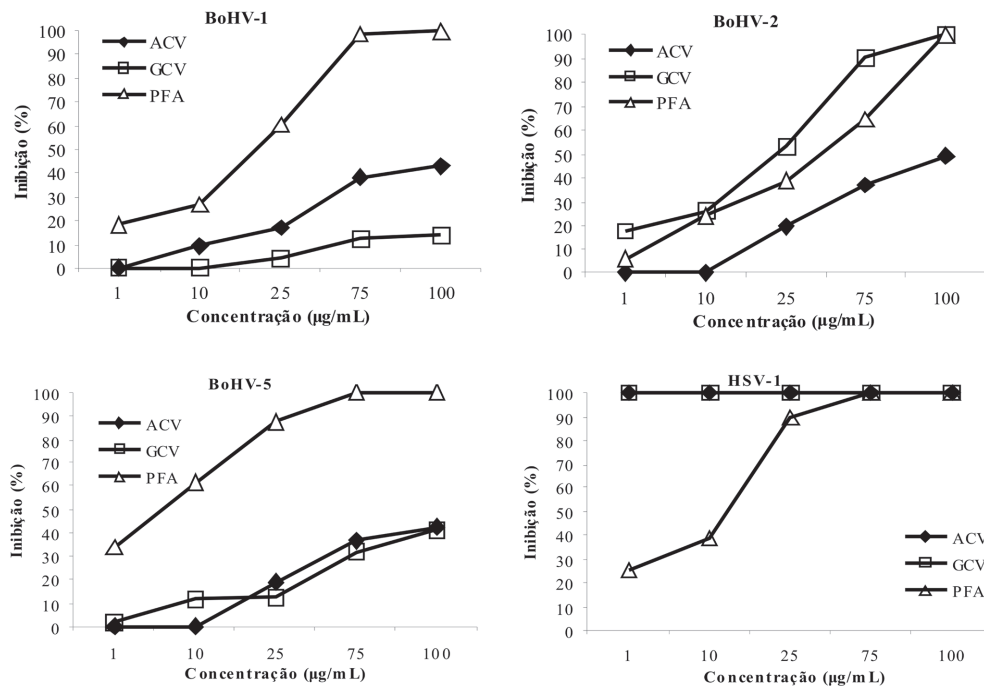 BoHV-1
ACV
GCV
PFA
Inibição (%)
100
90
80
70
60
50
40
30
20
10
0
1 10 25 75 100
Concentração (µg/mL)
BoHV-2
ACV
GCV
PFA
Inibição (%)
100
90
80
70
60
50
40
30
20
10
0
1 10 25 75 100
Concentração (µg/mL)
BoHV-5
ACV
GCV
PFA
Inibição (%)
100
90
80
70
60
50
40
30
20
10
0
1 10 25 75 100
Concentração (µg/mL)
HSV-1
ACV
GCV
PFA
Inibição (%)
100
90
80
70
60
50
40
30
20
10
0
1 10 25 75 100
Concentração (µg/mL)